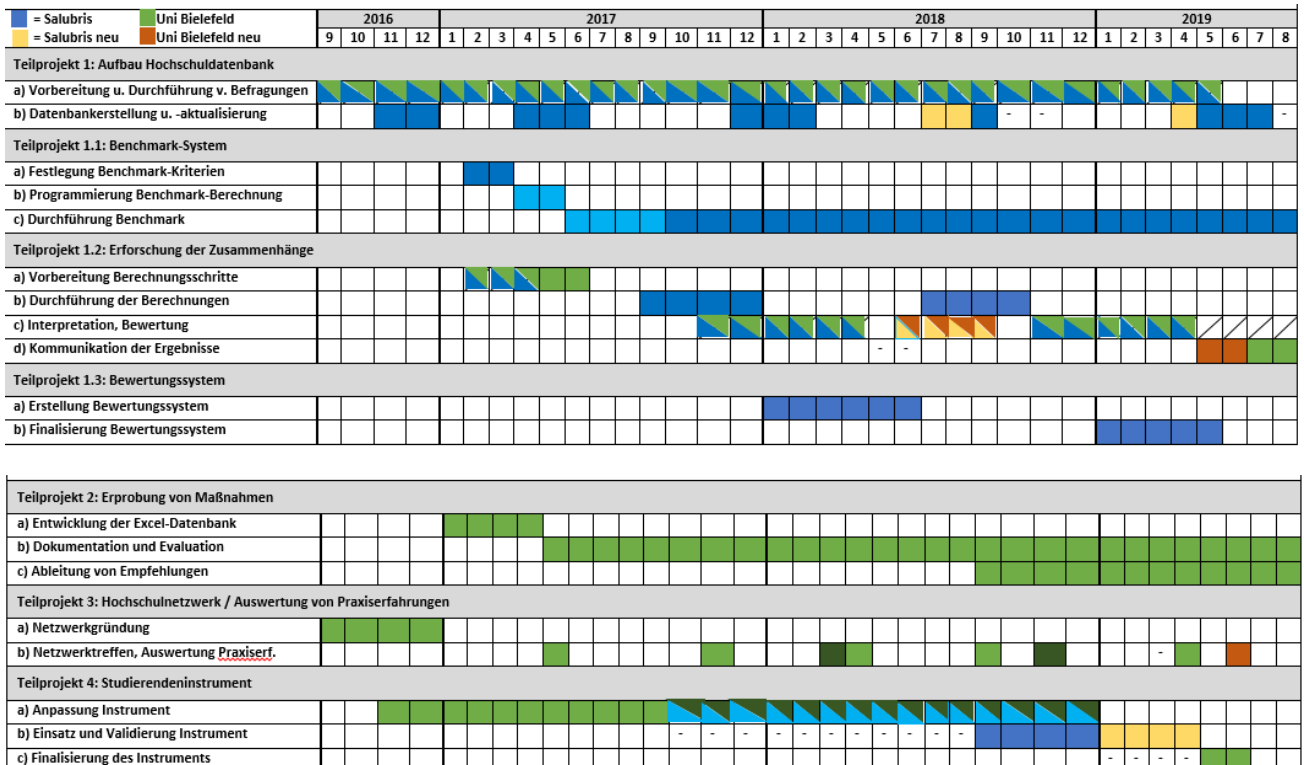 = Salubris Uni Bielefeld 2016 2017 2018 2019
= Salubris neu Uni Bielefeld neu 9 10 11 12 1 2 3 4 5 6 7 8 9 10 11 12 1 2 3 4 5 6 7 8 9 10 11 12 1 2 3 4 5 6 7 8
Teilprojekt 1: Aufbau Hochschuldatenbank
a) Vorbereitung u. Durchführung v. Befragungen
b) Datenbankerstellung u. -aktualisierung - - -
Teilprojekt 1.1: Benchmark-System
a) Festlegung Benchmark-Kriterien
b) Programmierung Benchmark-Berechnung
c) Durchführung Benchmark
Teilprojekt 1.2: Erforschung der Zusammenhänge
a) Vorbereitung Berechnungsschritte
b) Durchführung der Berechnungen
c) Interpretation, Bewertung
d) Kommunikation der Ergebnisse - -
Teilprojekt 1.3: Bewertungssystem
a) Erstellung Bewertungssystem
b) Finalisierung Bewertungssystem
Teilprojekt 2: Erprobung von Maßnahmen
a) Entwicklung der Excel-Datenbank
b) Dokumentation und Evaluation
c) Ableitung von Empfehlungen
Teilprojekt 3: Hochschulnetzwerk / Auswertung von Praxiserfahrungen
a) Netzwerkgründung
b) Netzwerktreffen, Auswertung Praxiserf. -
Teilprojekt 4: Studierendeninstrument
a) Anpassung Instrument
b) Einsatz und Validierung Instrument - - - - - - - - - - -
c) Finalisierung des Instruments - - - -